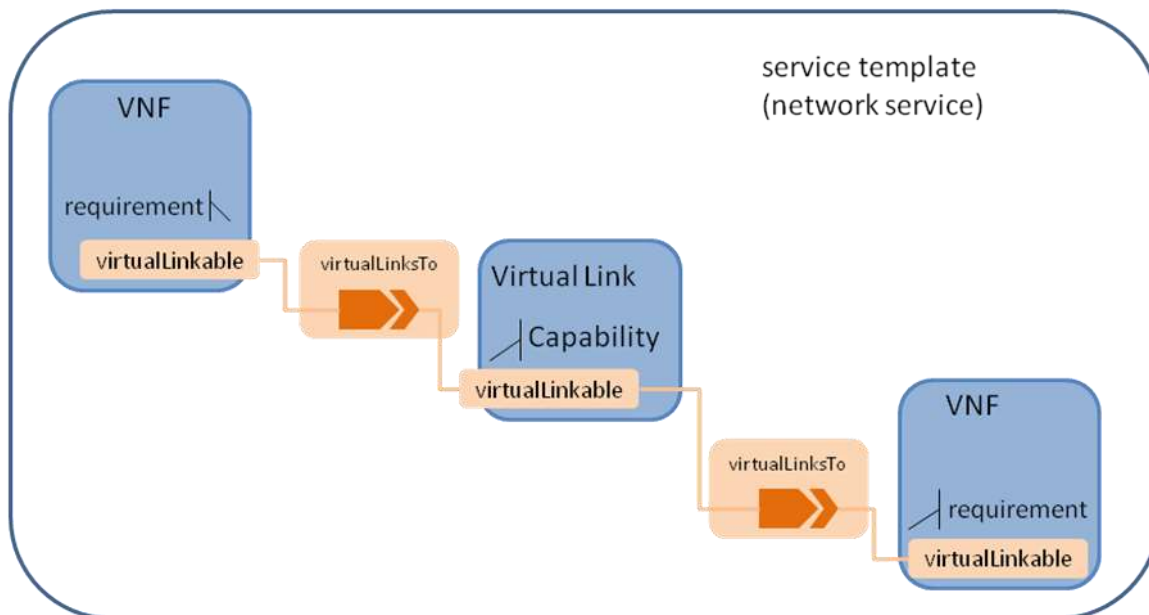 service template
(network service)
VNF
requirement
virtualLinkable
virtualLinksTo
Virtual Link
Capability
virtualLinkable
VNF
virtualLinksTo
requirement
virtualLinkable